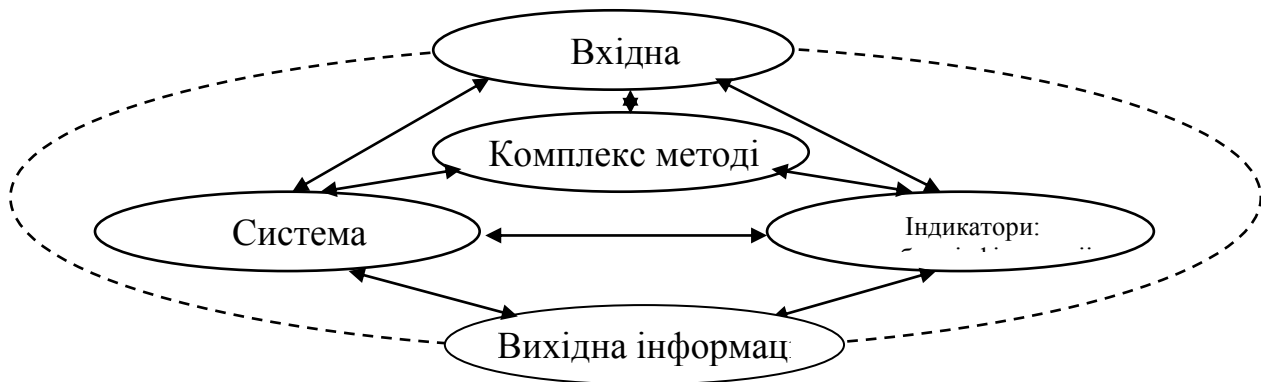 Вхідна
Комплекс методі
Система
Індикатори:
Вихідна інформац